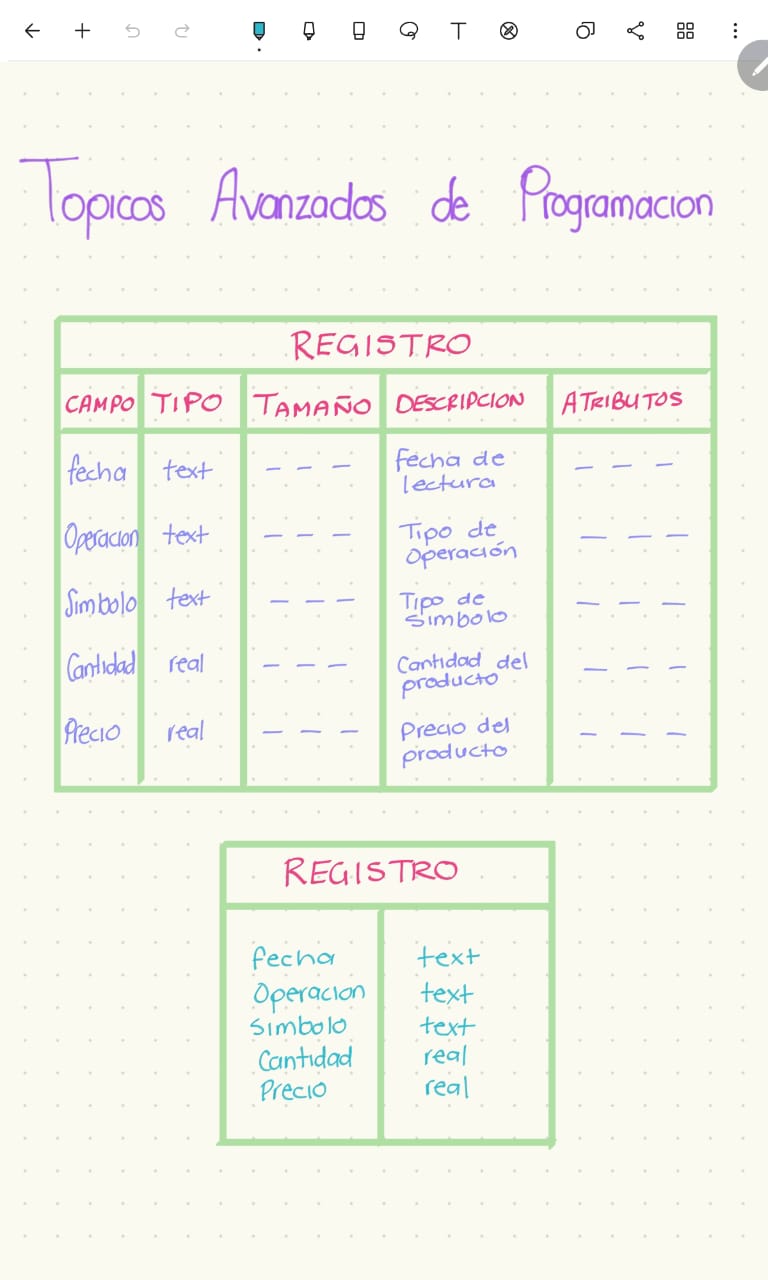 Topicos Avanzados de Programacion
REGISTRO
CAMPO TIPO TAMAÑO DESCRIPCION ATRIBUTOS
fecha text --- fecha de lectura ---
Operacion text --- Tipo de Operación ---
Simbolo text --- Tipo de simbolo ---
Cantidad real --- Cantidad del producto ---
Precio real --- Precio del producto ---
REGISTRO
fecha text
Operacion text
simbolo text
Cantidad real
Precio real